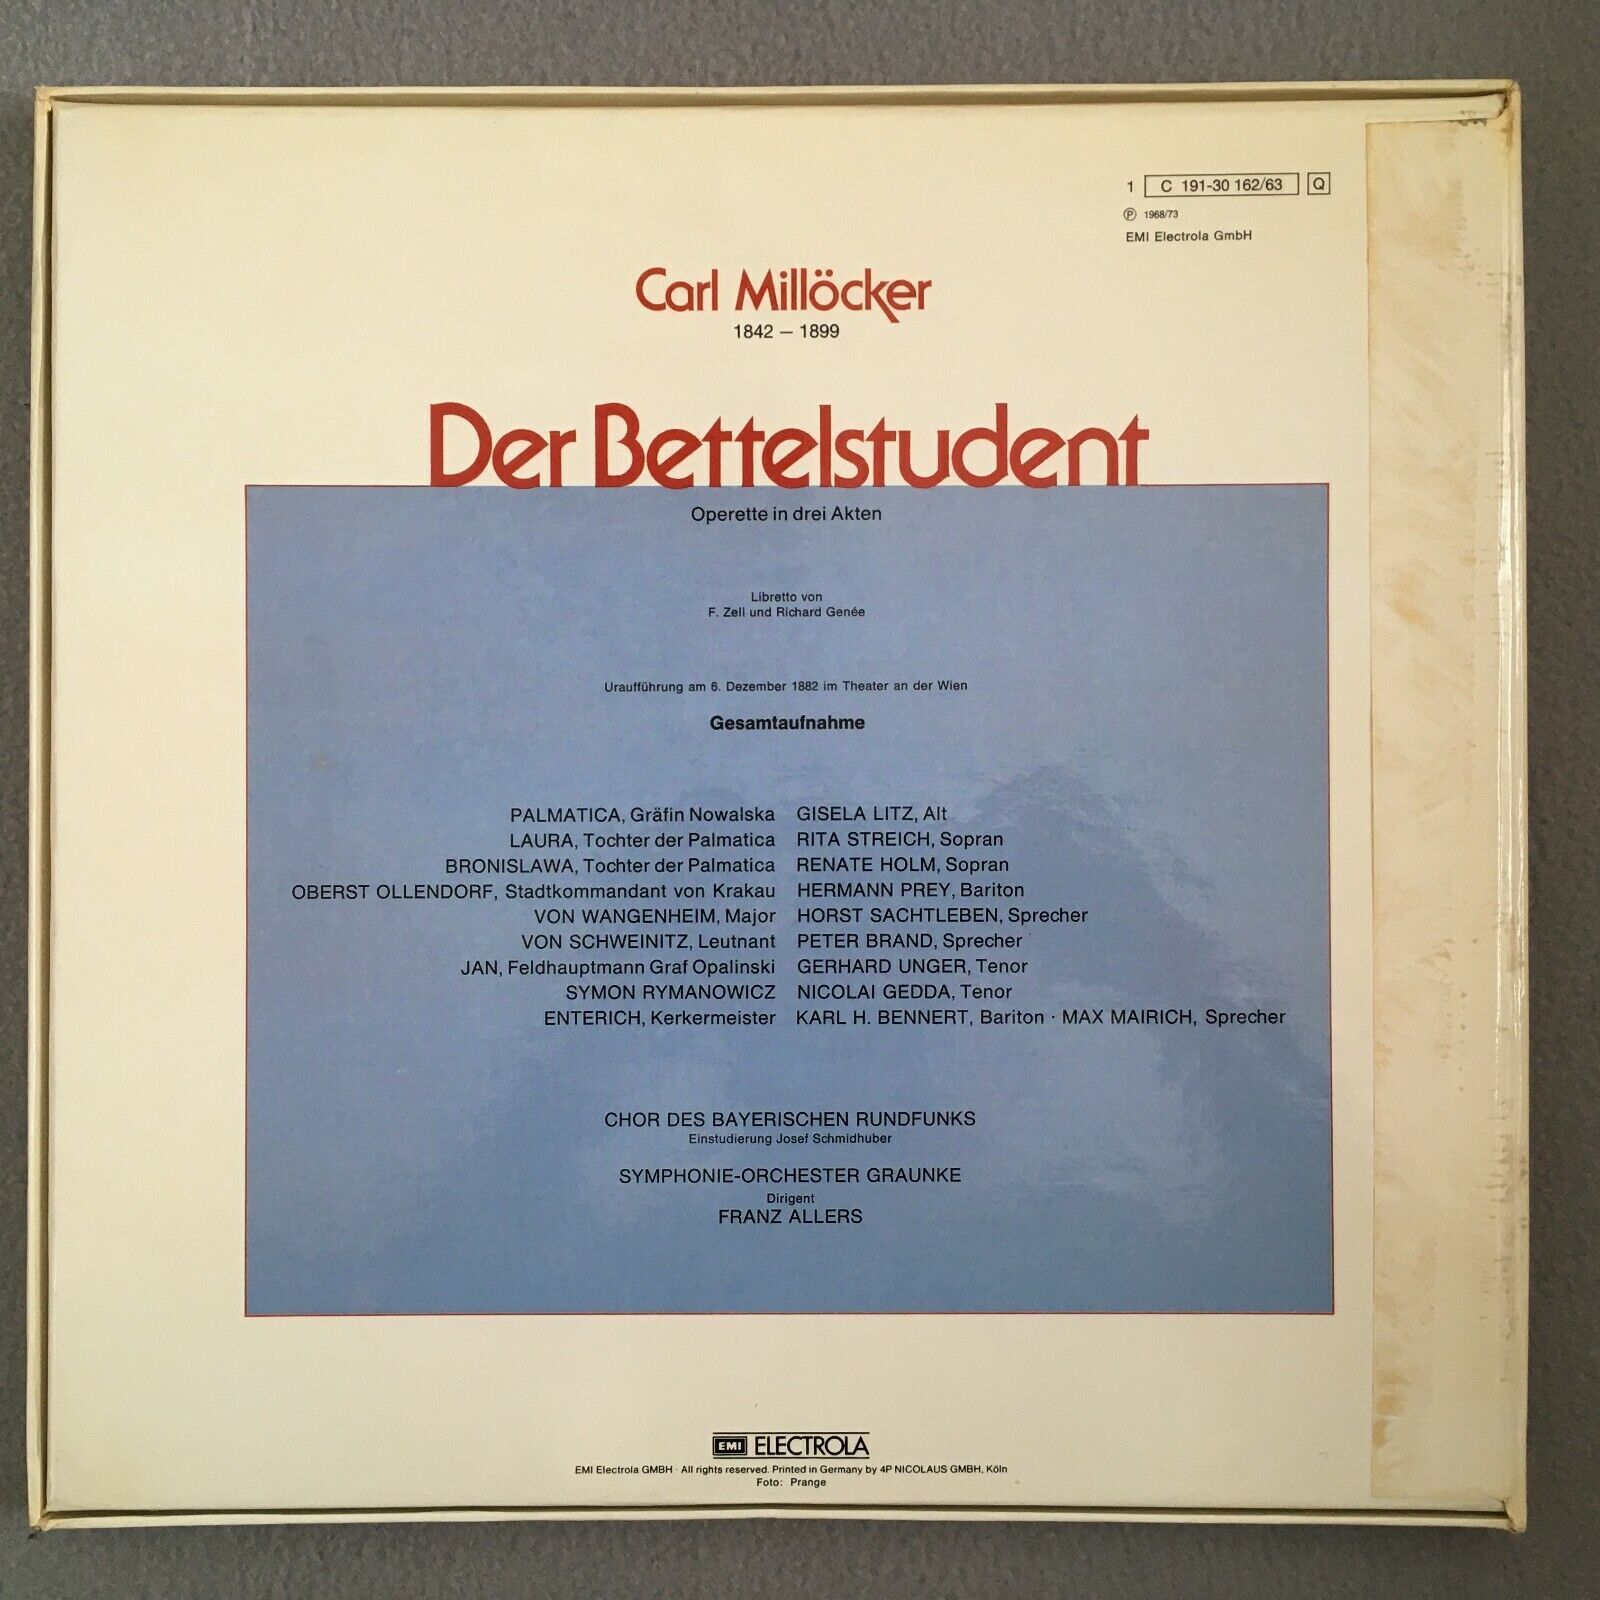 1 C 191-30 162/63 Q
Ⓟ 1968/73
EMI Electrola GmbH
Carl Millöcker
1842 – 1899
Der Bettelstudent
Operette in drei Akten
Libretto von
F. Zell und Richard Genée
Uraufführung am 6. Dezember 1882 im Theater an der Wien
Gesamtaufnahme
PALMATICA, Gräfin Nowalska GISELA LITZ, Alt
LAURA, Tochter der Palmatica RITA STREICH, Sopran
BRONISLAWA, Tochter der Palmatica RENATE HOLM, Sopran
OBERST OLLENDORF, Stadtkommandant von Krakau HERMANN PREY, Bariton
VON WANGENHEIM, Major HORST SACHTLEBEN, Sprecher
VON SCHWEINITZ, Leutnant PETER BRAND, Sprecher
JAN, Feldhauptmann Graf Opalinski GERHARD UNGER, Tenor
SYMON RYMANOWICZ NICOLAI GEDDA, Tenor
ENTERICH, Kerkermeister KARL H. BENNERT, Bariton · MAX MAIRICH, Sprecher
CHOR DES BAYERISCHEN RUNDFUNKS
Einstudierung Josef Schmidhuber
SYMPHONIE-ORCHESTER GRAUNKE
Dirigent
FRANZ ALLERS
EMI ELECTROLA
EMI Electrola GMBH · All rights reserved. Printed in Germany by 4P NICOLAUS GMBH, Köln
Foto: Prange